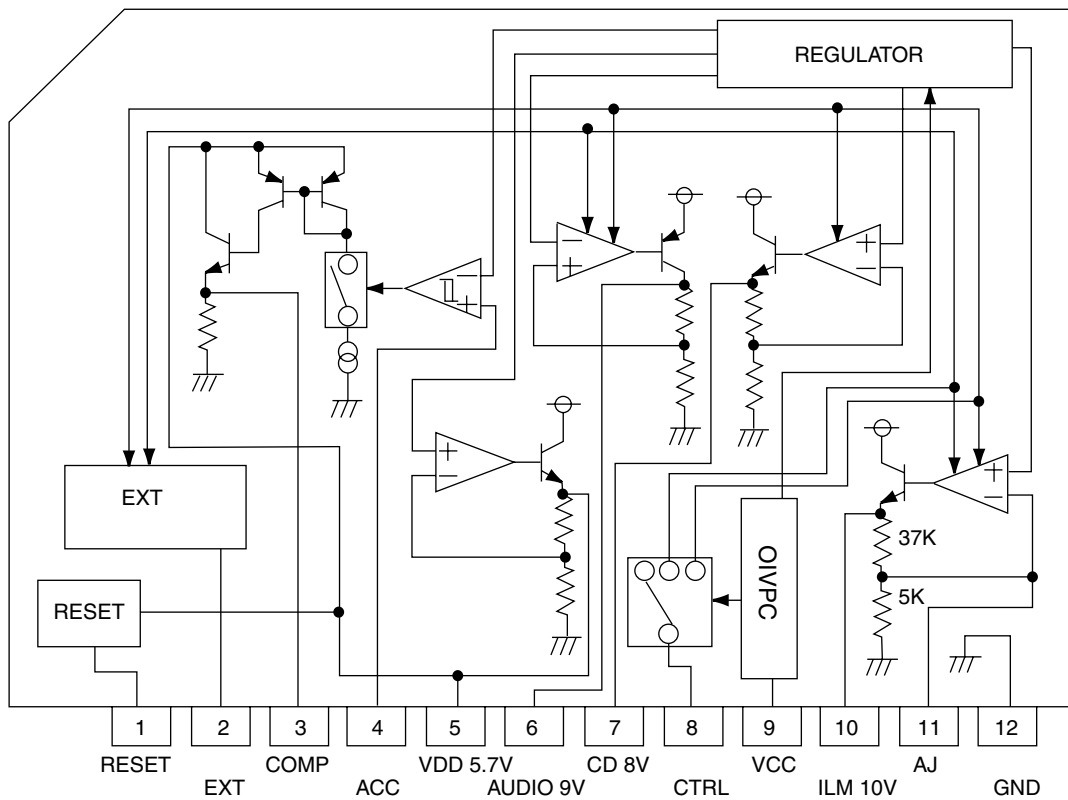 REGULATOR
EXT
RESET
OIVPC
37K
5K
1 2 3 4 5 6 7 8 9 10 11 12
RESET COMP VDD 5.7V CD 8V VCC AJ
EXT ACC AUDIO 9V CTRL ILM 10V GND